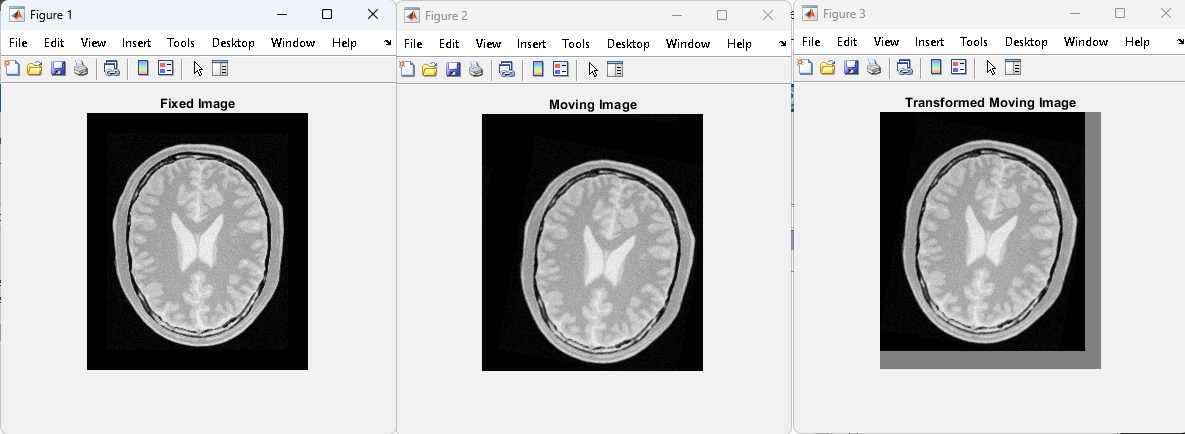 Figure 1
File Edit View Insert Tools Desktop Window Help
Fixed Image
Figure 2
File Edit View Insert Tools Desktop Window Help
Moving Image
Figure 3
File Edit View Insert Tools Desktop Window Help
Transformed Moving Image